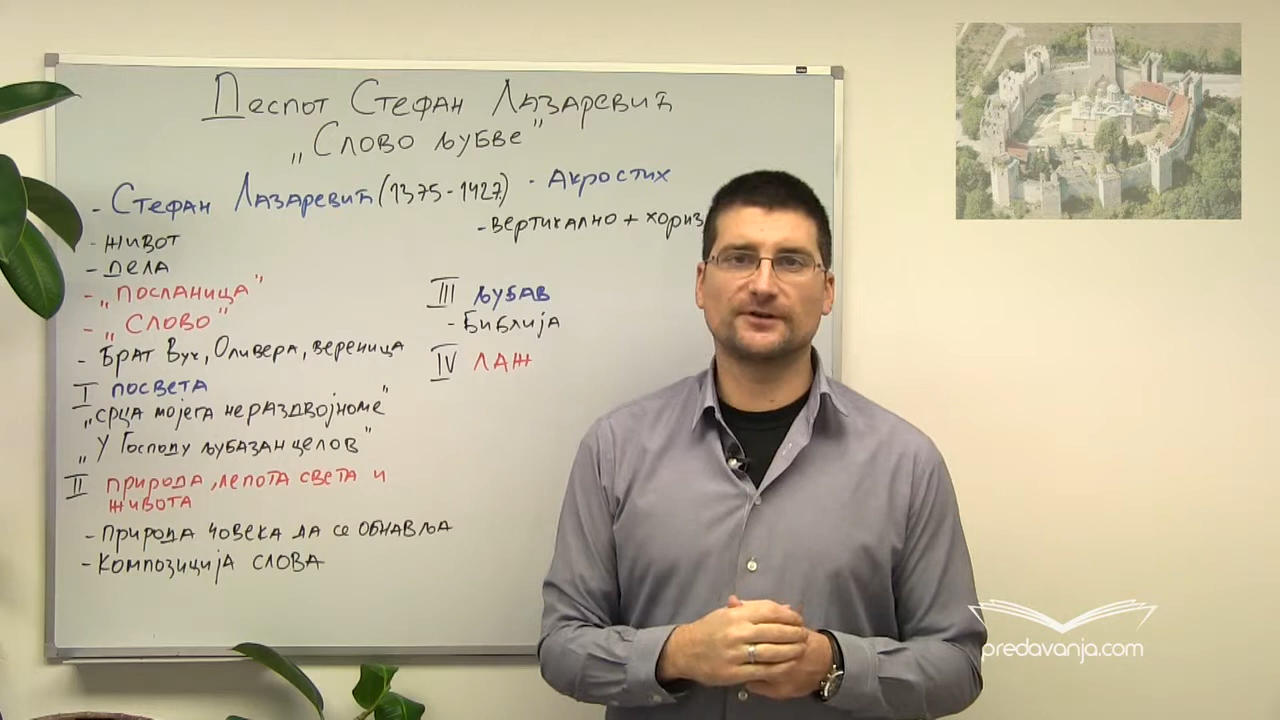 Деспот Стефан Лазаревић
„Слово љубве"
- Стефан Лазаревић (1375-1427.)
- живот
- дела
- „Посланица"
- „Слово"
- Брат Вук, Оливера, вереница
I посвета
„срца мојега нераздвојноме"
„У Господу љубазан целов"
II природа, лепота света и
живота
- природа човека да се обнавља
- композиција слова
· Акростих
- вертикално + хориз
III љубав
- Библија
IV лаж
predavanja.com